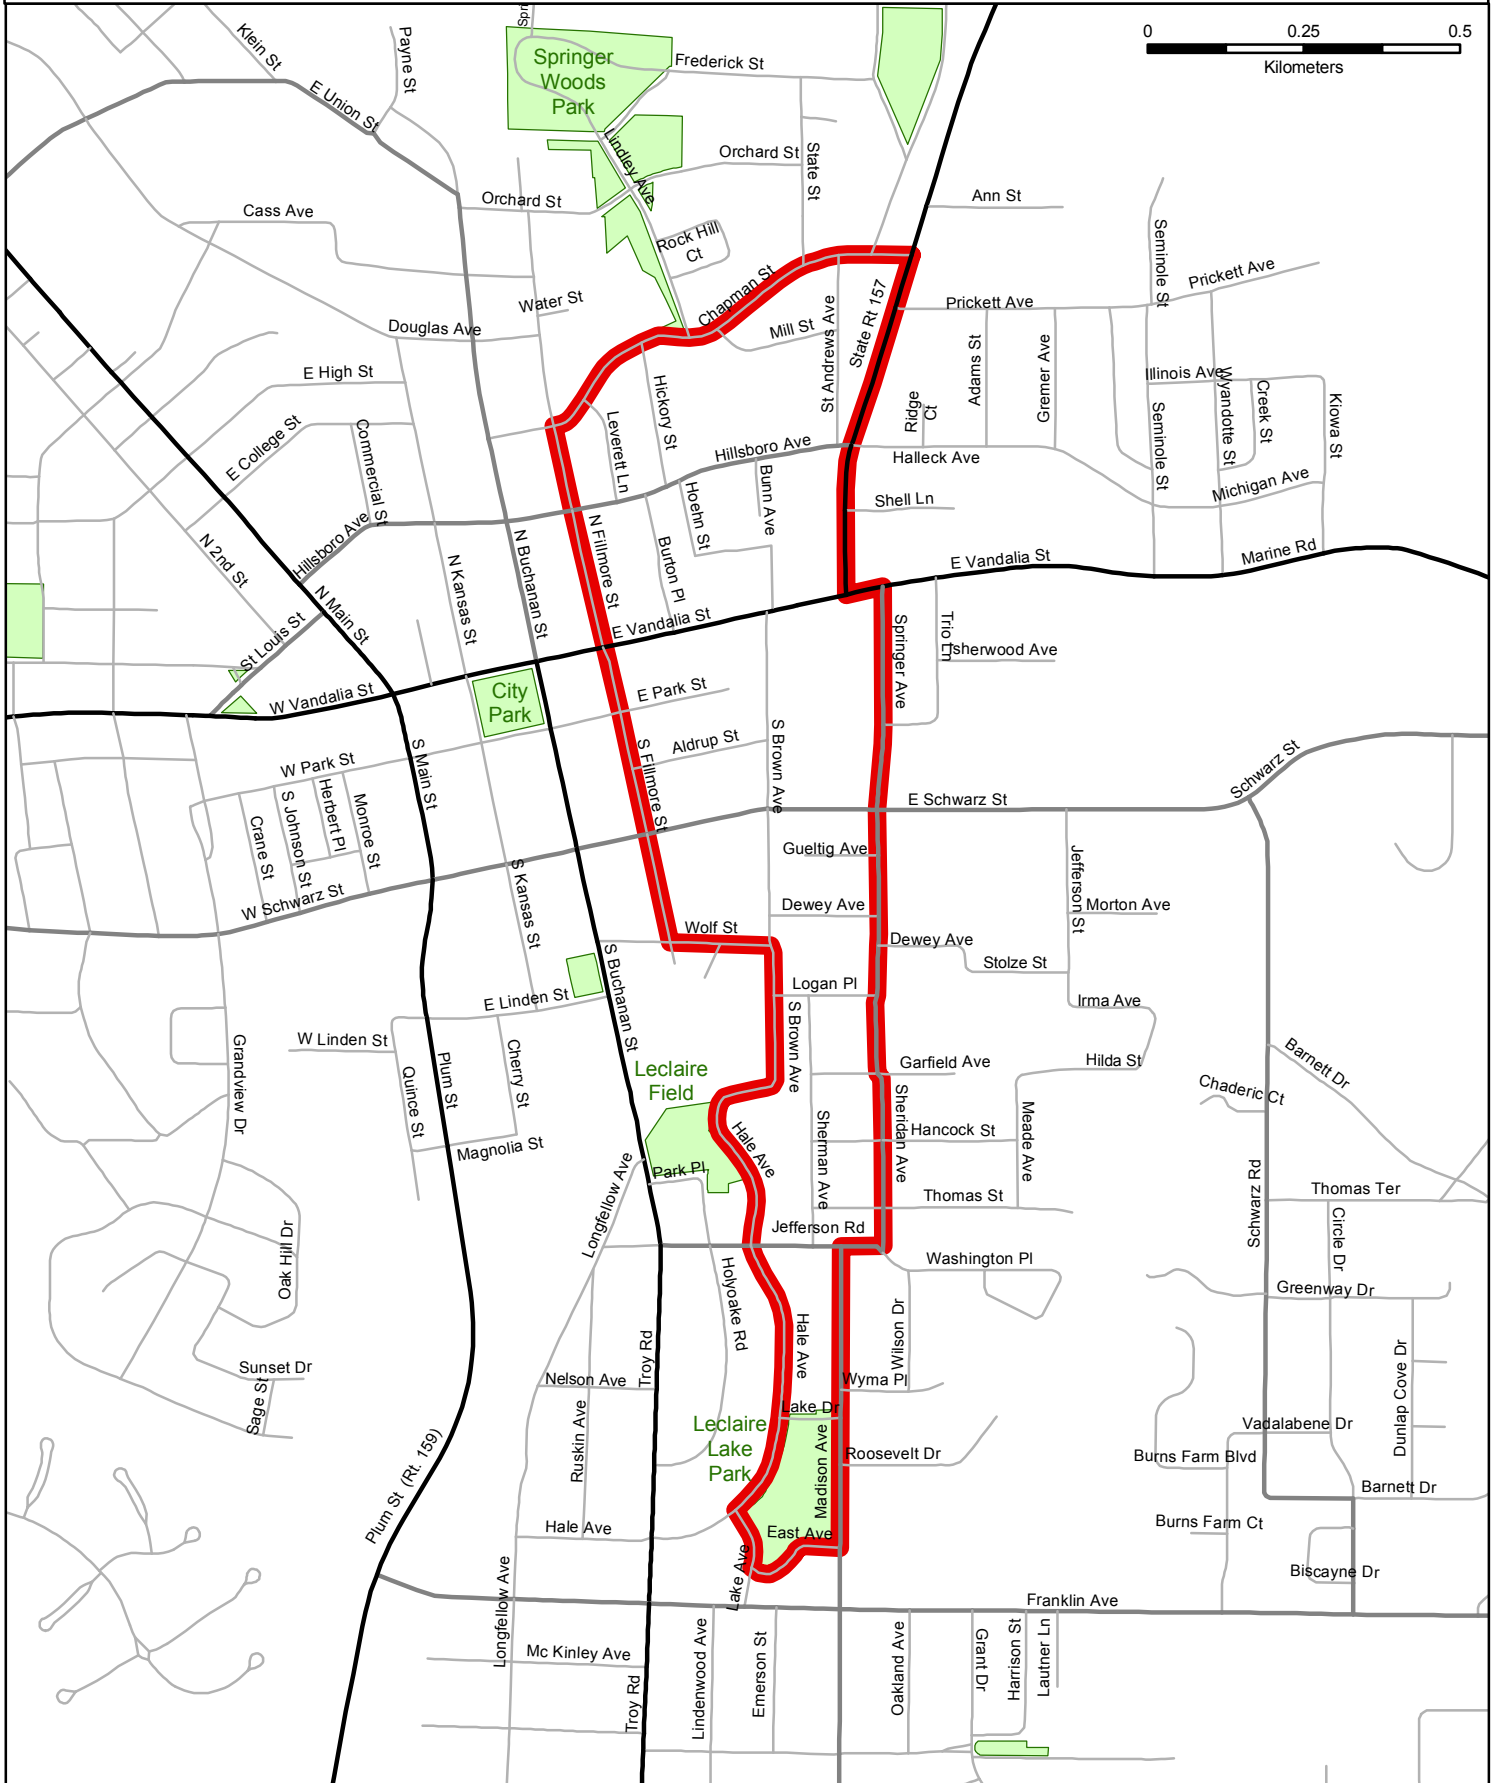 Klein St
Payne St
E Union St
Spri
Springer
Woods
Park
Frederick St
0
0.25
0.5
Kilometers
Lindley Ave
Orchard St
State St
Orchard St
Cass Ave
Ann St
Rock Hill
Ct
Seminole St
Prickett Ave
Prickett Ave
Water St
Chapman St
Douglas Ave
Mill St
St Andrews Ave
State Rt 157
E High St
Hickory St
Adams St
Gremer Ave
Illinois Ave
Wyandotte St
Creek St
Kiowa St
Ridge
Ct
E College St
Commercial St
Leverett Ln
Hillsboro Ave
Halleck Ave
Seminole St
Michigan Ave
Bunn Ave
Hoehn St
Shell Ln
N 2nd St
Hillsboro Ave
N Kansas St
N Buchanan St
N Fillmore St
Burton Pl
E Vandalia St
Marine Rd
N Main St
St Louis St
E Vandalia St
Springer Ave
Trio Ln
Isherwood Ave
W Vandalia St
City
Park
E Park St
S Main St
S Fillmore St
Aldrup St
S Brown Ave
W Park St
Schwarz St
E Schwarz St
Crane St
S Johnson St
Herbert Pl
Monroe St
W Schwarz St
S Kansas St
Gueltig Ave
Jefferson St
Dewey Ave
Morton Ave
Wolf St
Dewey Ave
Stolze St
S Buchanan St
Logan Pl
Irma Ave
E Linden St
S Brown Ave
W Linden St
Grandview Dr
Plum St
Cherry St
Quince St
Leclaire
Field
Garfield Ave
Hilda St
Barnett Dr
Chaderic Ct
Sheridan Ave
Sherman Ave
Hancock St
Meade Ave
Magnolia St
Hale Ave
Park Pl
Longfellow Ave
Thomas St
Schwarz Rd
Thomas Ter
Jefferson Rd
Circle Dr
Oak Hill Dr
Washington Pl
Holyoake Rd
Greenway Dr
Wilson Dr
Hale Ave
Troy Rd
Dunlap Cove Dr
Sunset Dr
Sage St
Nelson Ave
Wyma Pl
Ruskin Ave
Lake Dr
Leclaire
Lake
Park
Madison Ave
Vadalabene Dr
Roosevelt Dr
Burns Farm Blvd
Barnett Dr
Plum St (Rt. 159)
Hale Ave
East Ave
Burns Farm Ct
Lake Ave
Biscayne Dr
Longfellow Ave
Franklin Ave
Mc Kinley Ave
Lindenwood Ave
Emerson St
Oakland Ave
Grant Dr
Harrison St
Lautner Ln
Troy Rd